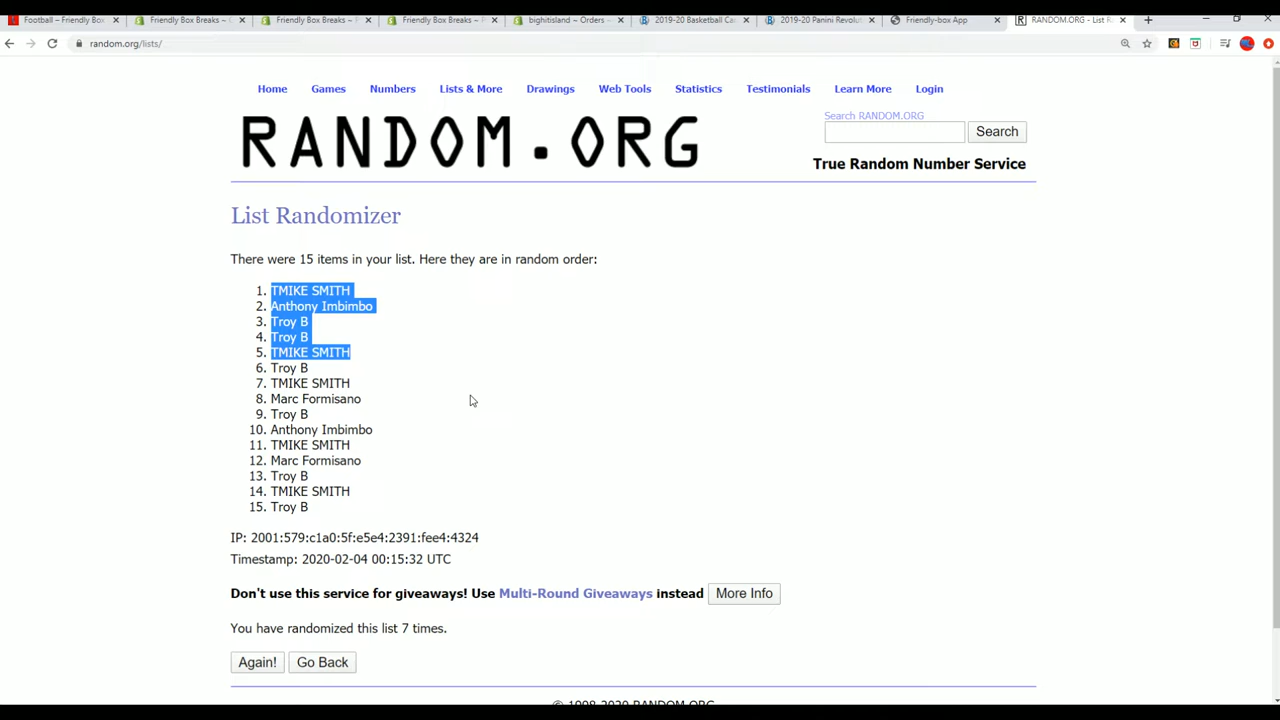 Football – Friendly Box
Friendly Box Breaks ~
Friendly Box Breaks ~
Friendly Box Breaks ~
bighitisland ~ Orders ~
2019-20 Basketball Ca
2019-20 Panini Revolu
Friendly-box App
RANDOM.ORG - List R
random.org/lists/
Home Games Numbers Lists & More Drawings Web Tools Statistics Testimonials Learn More Login
Search RANDOM.ORG
RANDOM.ORG
Search
True Random Number Service
List Randomizer
There were 15 items in your list. Here they are in random order:
1. TMIKE SMITH
2. Anthony Imbimbo
3. Troy B
4. Troy B
5. TMIKE SMITH
6. Troy B
7. TMIKE SMITH
8. Marc Formisano
9. Troy B
10. Anthony Imbimbo
11. TMIKE SMITH
12. Marc Formisano
13. Troy B
14. TMIKE SMITH
15. Troy B
IP: 2001:579:c1a0:5f:e5e4:2391:fee4:4324
Timestamp: 2020-02-04 00:15:32 UTC
Don't use this service for giveaways! Use Multi-Round Giveaways instead More Info
You have randomized this list 7 times.
Again! Go Back
© 1998-2020 RANDOM.ORG